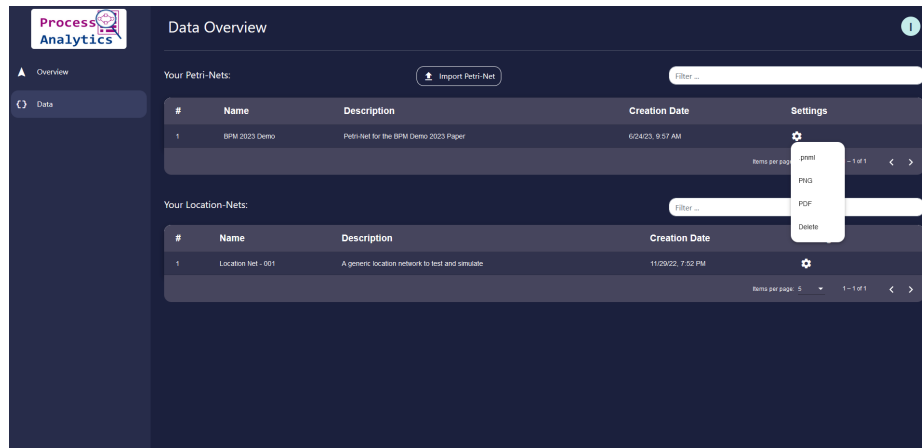 Process
Analytics
Data Overview
I
Overview
Data
Your Petri-Nets:
Import Petri-Net
Filter ...
# Name Description Creation Date Settings
1 BPM 2023 Demo Petri-Net for the BPM Demo 2023 Paper 6/24/23, 9:57 AM
Items per page – 1 of 1
.pnml
PNG
PDF
Delete
Your Location-Nets:
Filter ...
# Name Description Creation Date
1 Location Net - 001 A generic location network to test and simulate 11/29/22, 7:52 PM
Items per page: 5 1 – 1 of 1